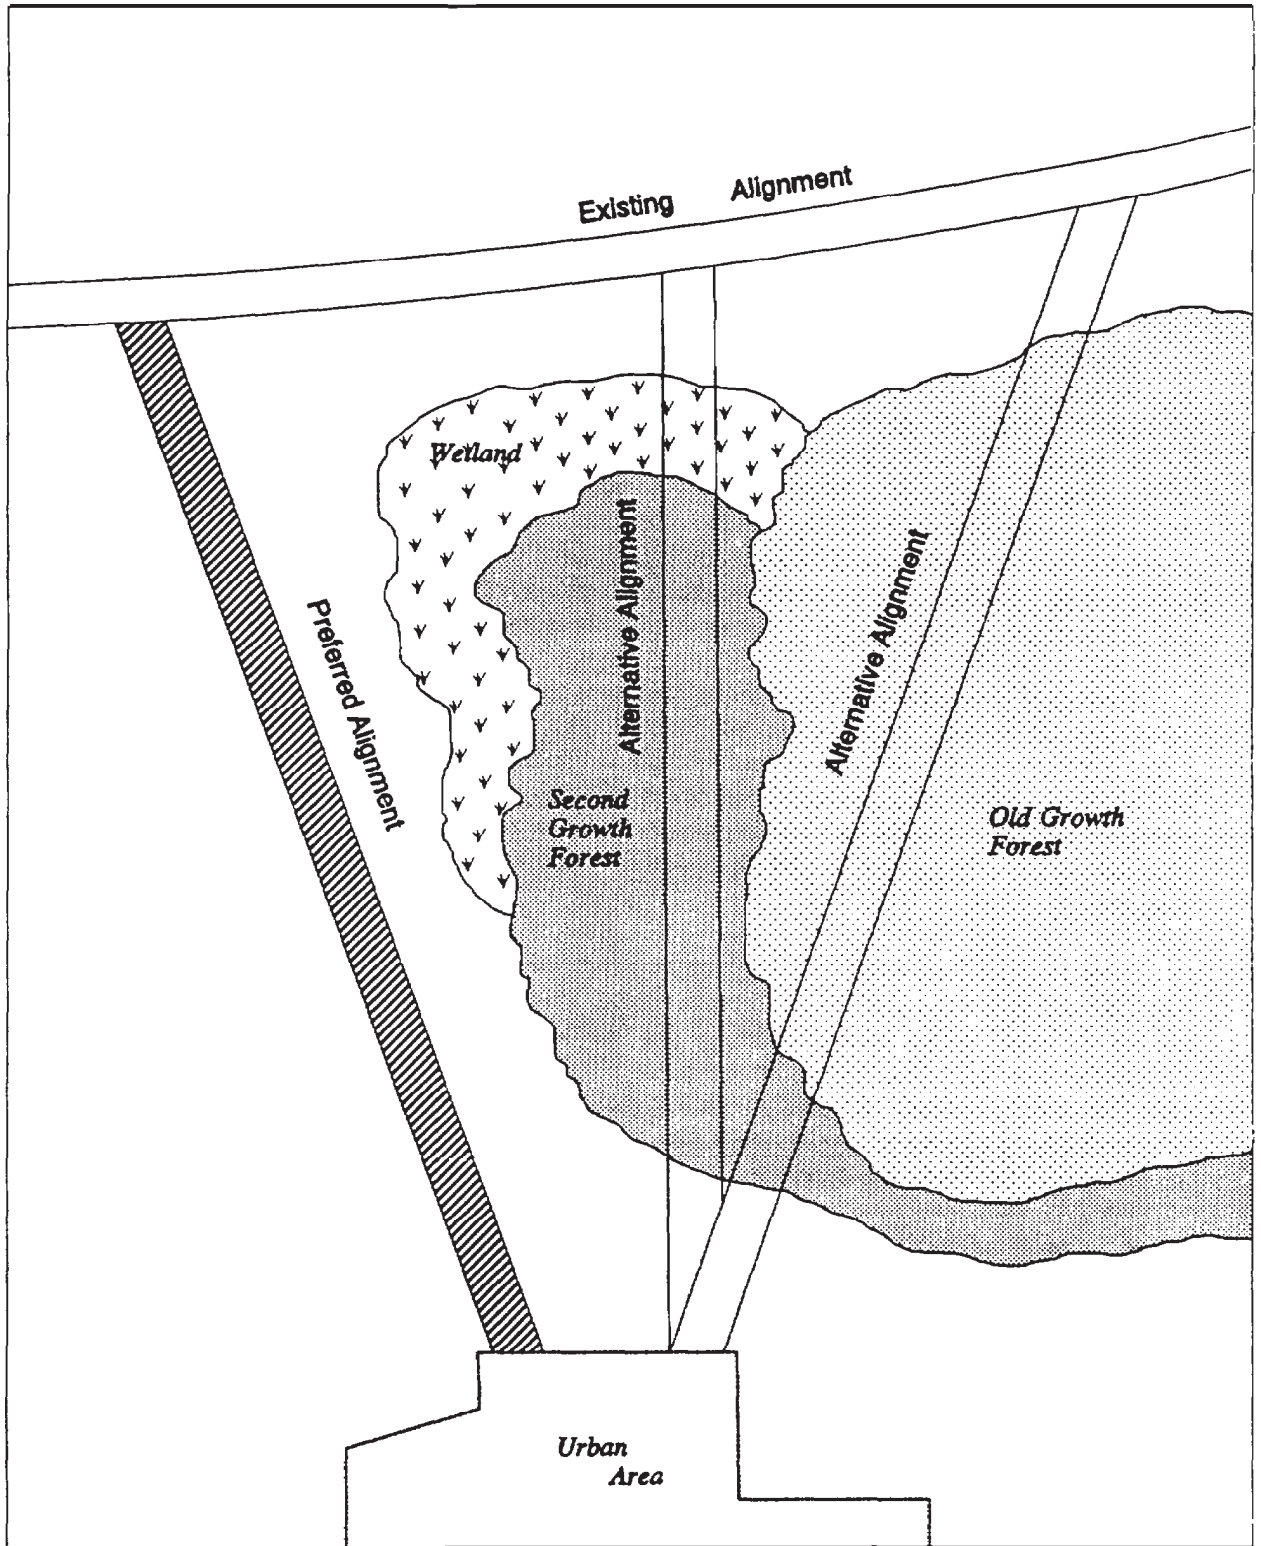 Existing Alignment
Wetland
Alternative Alignment
Alternative Alignment
Preferred Alignment
Second
Growth
Forest
Old Growth
Forest
Urban
Area